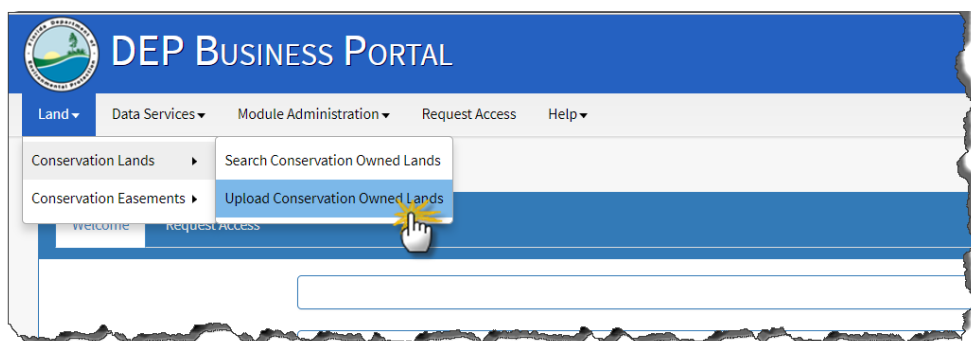 DEP BUSINESS PORTAL
Land Data Services Module Administration Request Access Help
Conservation Lands Search Conservation Owned Lands
Conservation Easements Upload Conservation Owned Lands
Welcome Request Access